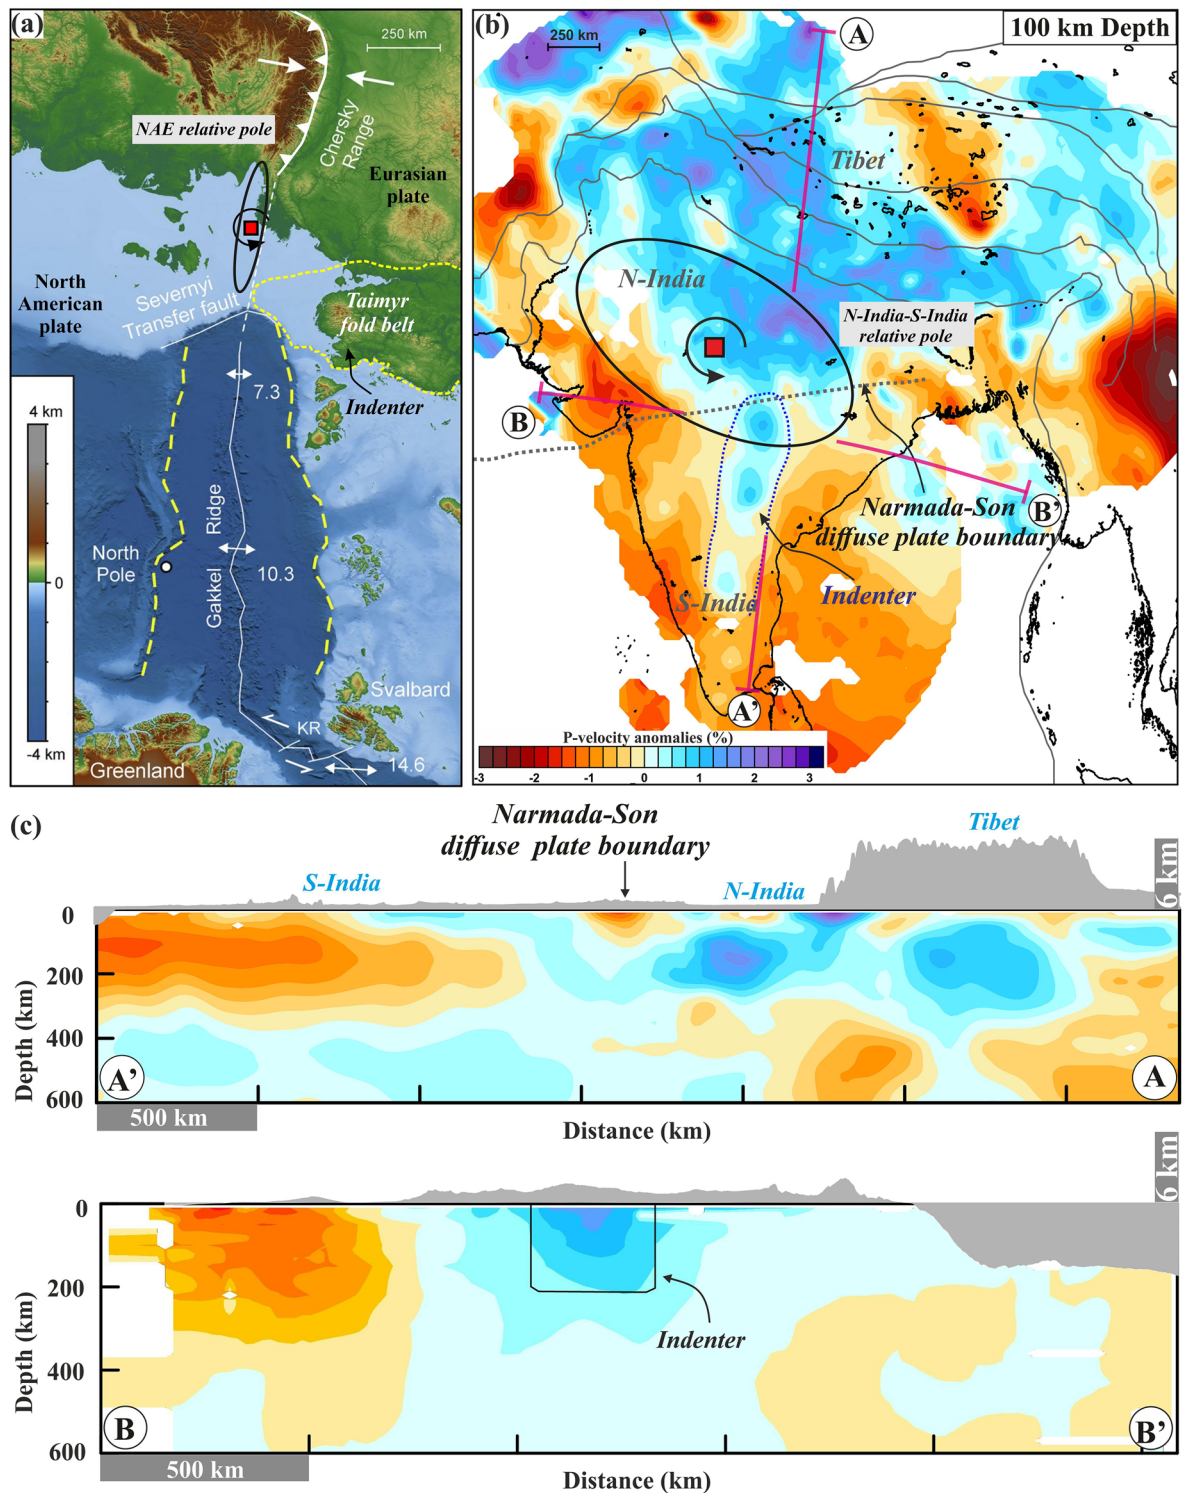 (a)
250 km
NAE relative pole
Chersky
Range
Eurasian
plate
North
American
plate
Severnyi
Transfer fault
Taimyr
fold belt
Indenter
7.3
4 km
0
-4 km
Gakkel Ridge
North
Pole
10.3
Svalbard
KR
14.6
Greenland
(b)
250 km
A
100 km Depth
Tibet
N-India
N-India-S-India
relative pole
B
B’
Narmada-Son
diffuse plate boundary
Indenter
S-India
A’
P-velocity anomalies (%)
-3 -2 -1 0 1 2 3
(c)
Narmada-Son
diffuse plate boundary
Tibet
S-India
N-India
6 km
0
200
400
600
Depth (km)
A’
A
500 km
Distance (km)
6 km
0
200
400
600
Depth (km)
Indenter
B
B’
500 km
Distance (km)